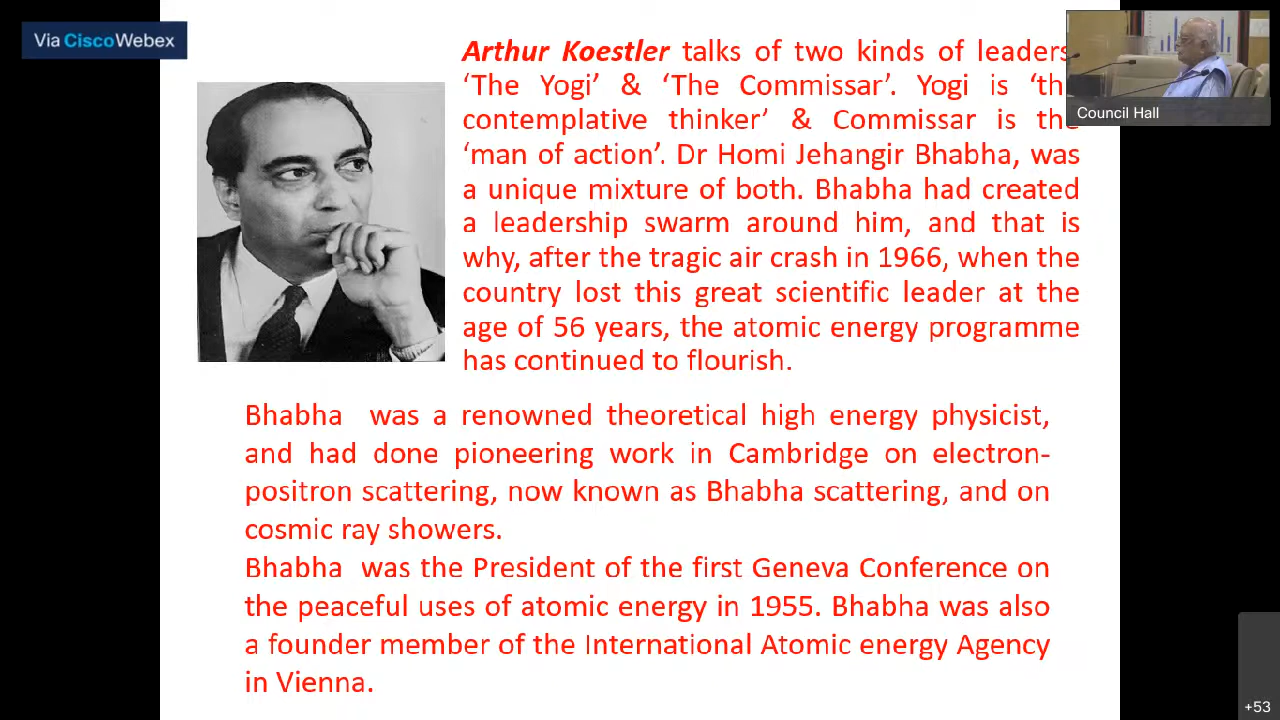 Via Cisco Webex
Arthur Koestler talks of two kinds of leaders
‘The Yogi’ & ‘The Commissar’. Yogi is ‘th
contemplative thinker’ & Commissar is the
‘man of action’. Dr Homi Jehangir Bhabha, was
a unique mixture of both. Bhabha had created
a leadership swarm around him, and that is
why, after the tragic air crash in 1966, when the
country lost this great scientific leader at the
age of 56 years, the atomic energy programme
has continued to flourish.
Council Hall
Bhabha was a renowned theoretical high energy physicist,
and had done pioneering work in Cambridge on electron-
positron scattering, now known as Bhabha scattering, and on
cosmic ray showers.
Bhabha was the President of the first Geneva Conference on
the peaceful uses of atomic energy in 1955. Bhabha was also
a founder member of the International Atomic energy Agency
in Vienna.
+53